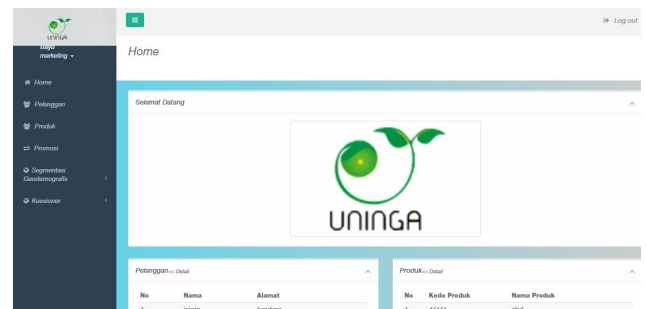 UNINGA
Bayu
marketing
Home
Pelanggan
Produk
Promosi
Segmentasi
Geodemografis
Kuesioner
Log out
Home
Selamat Datang
UNINGA
Pelanggan<< Detail
No Nama Alamat
Produk<< Detail
No Kode Produk Nama Produk